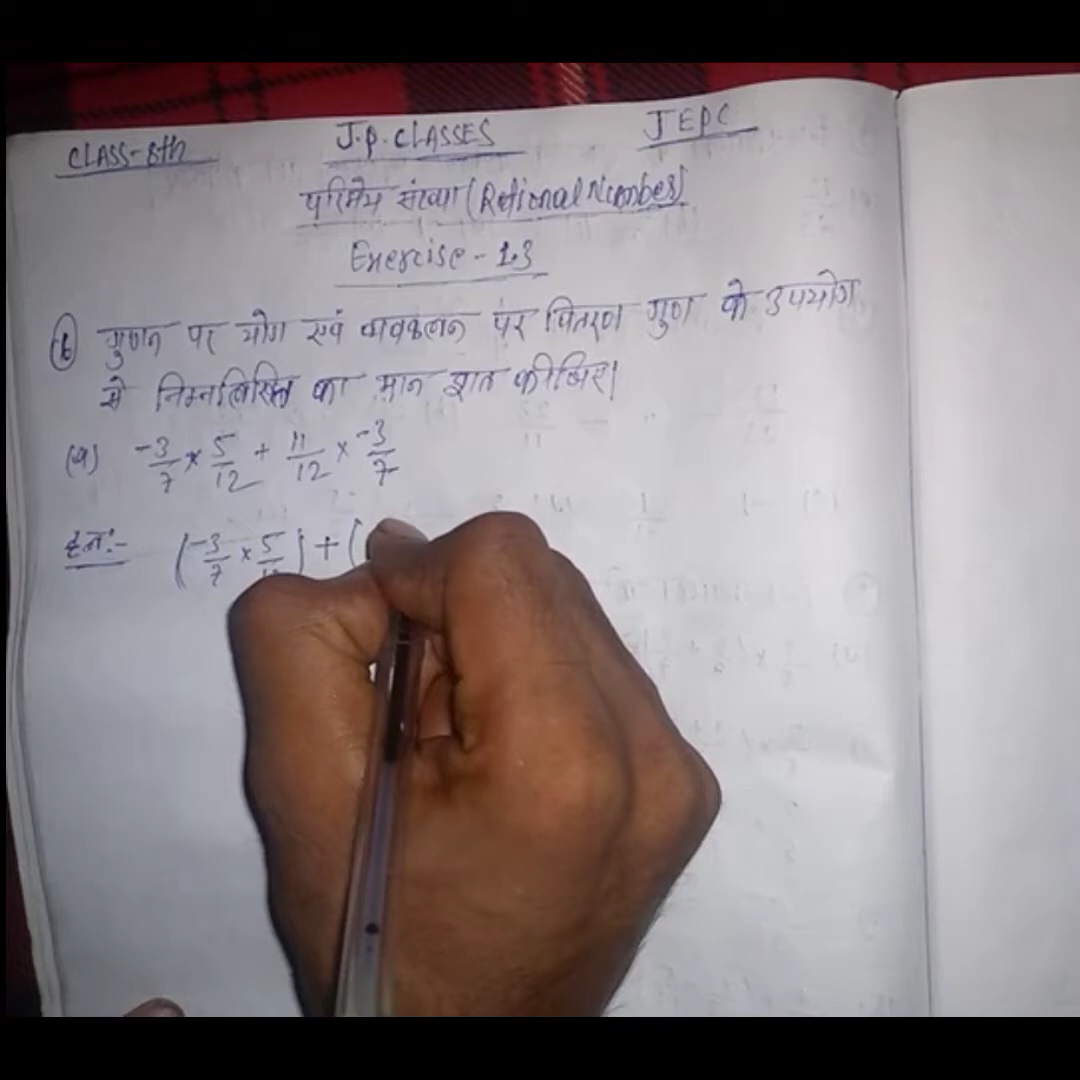 CLASS-8th J.P. CLASSES JEPC
परिमेय संख्या (Rational Number)
Exercise - 1.3
⑥ गुणन पर योग एवं व्यवकलन पर वितरण गुण के उपयोग
से निम्नलिखित का मान ज्ञात कीजिए।
(a) -3/7 × 5/12 + 11/12 × -3/7
हल:- (-3/7 × 5/12) + (